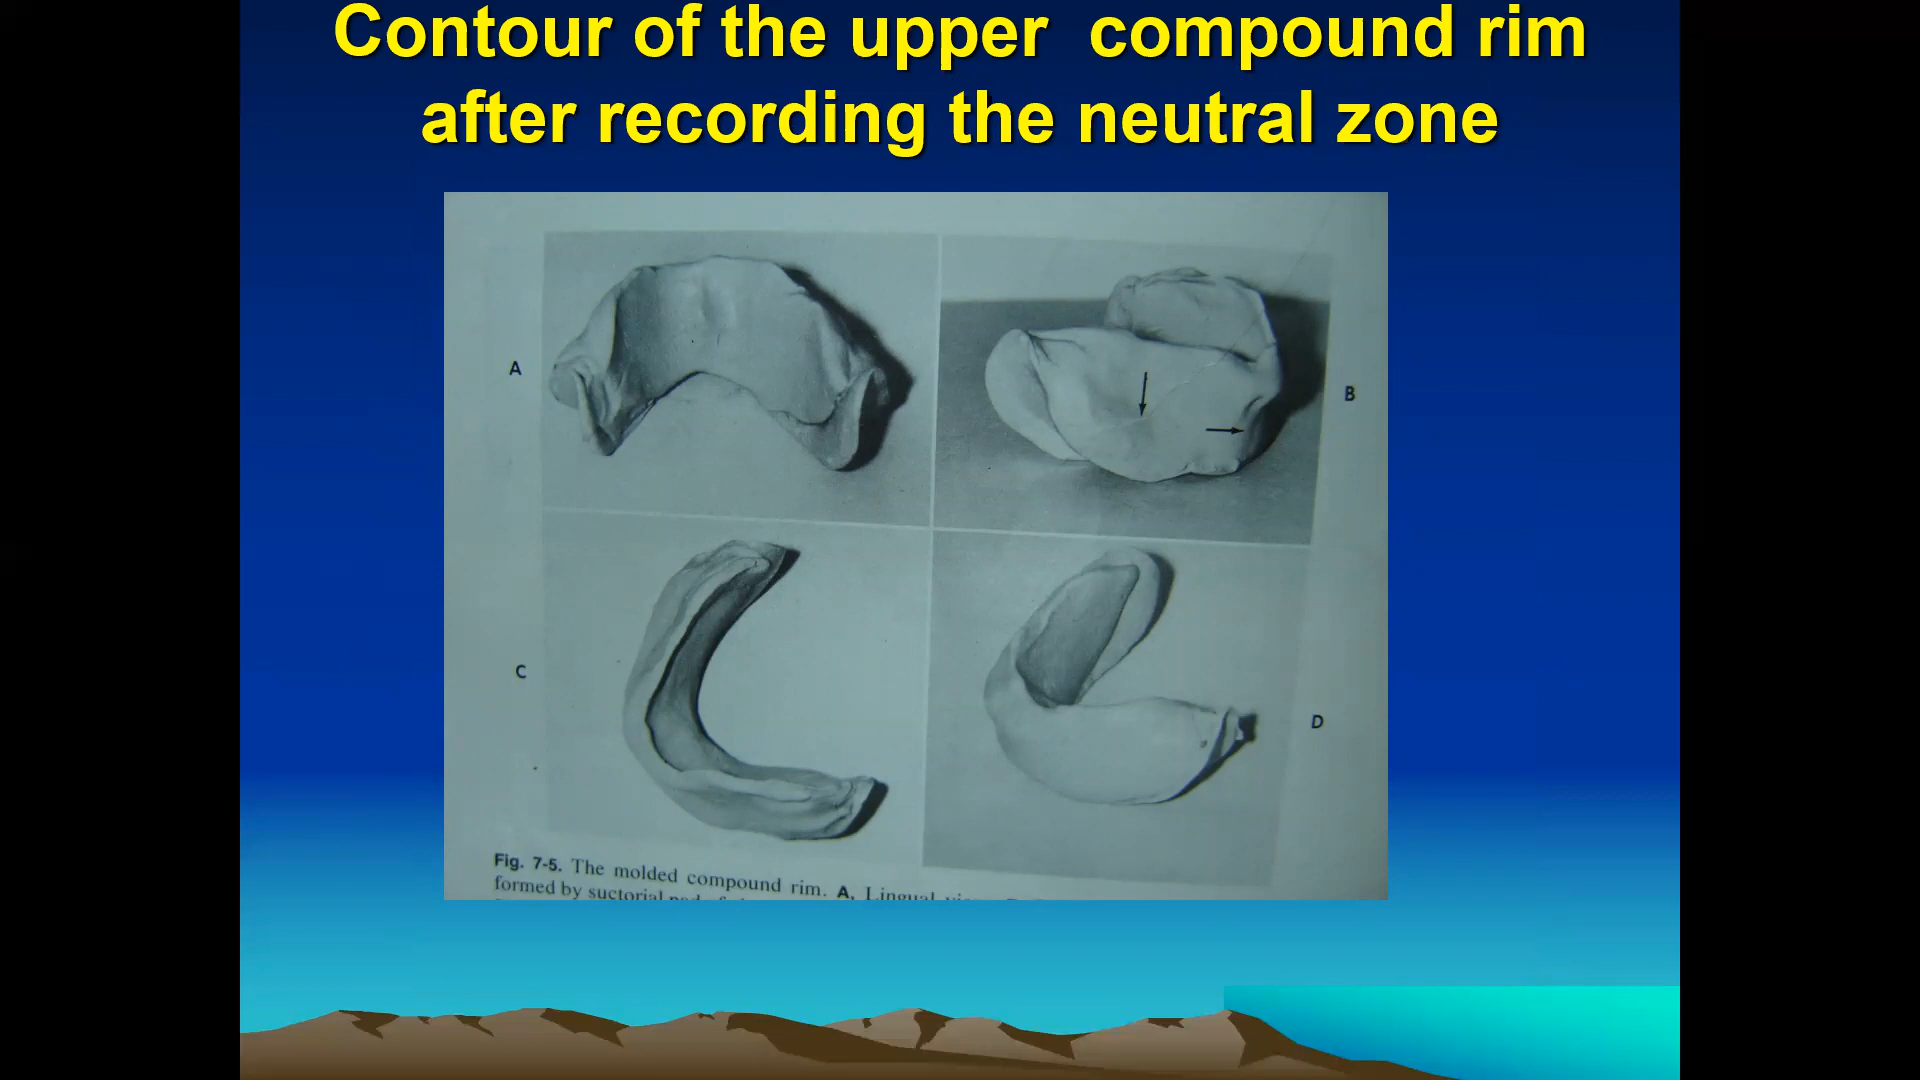 Contour of the upper compound rim
after recording the neutral zone
A
B
C
D
Fig. 7-5. The molded compound rim. A, Lingual
formed by suctorial